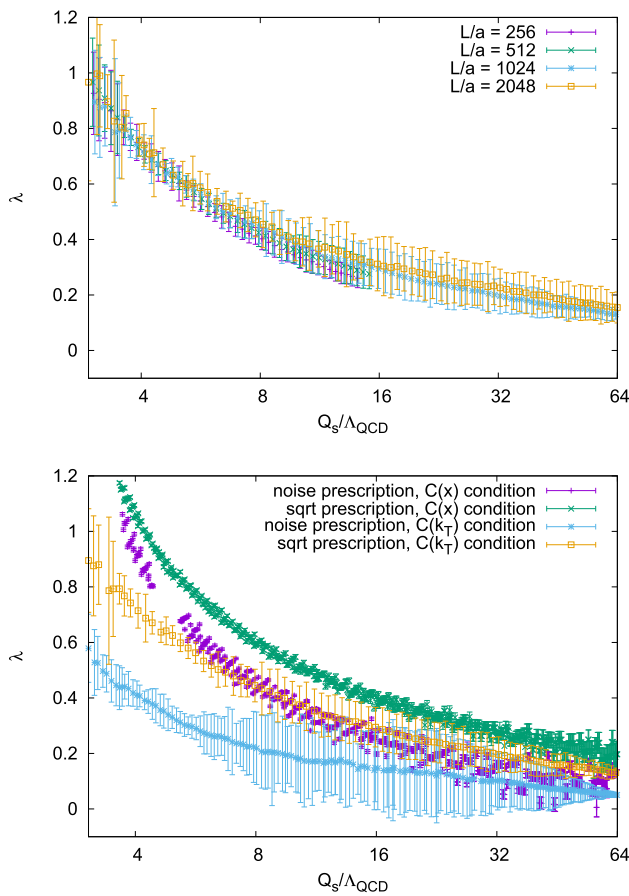 1.2
1
0.8
0.6
0.4
0.2
0
λ
L/a = 256
L/a = 512
L/a = 1024
L/a = 2048
4 8 16 32 64
Q_s/Λ_QCD
1.2
1
0.8
0.6
0.4
0.2
0
λ
noise prescription, C(x) condition
sqrt prescription, C(x) condition
noise prescription, C(k_T) condition
sqrt prescription, C(k_T) condition
4 8 16 32 64
Q_s/Λ_QCD